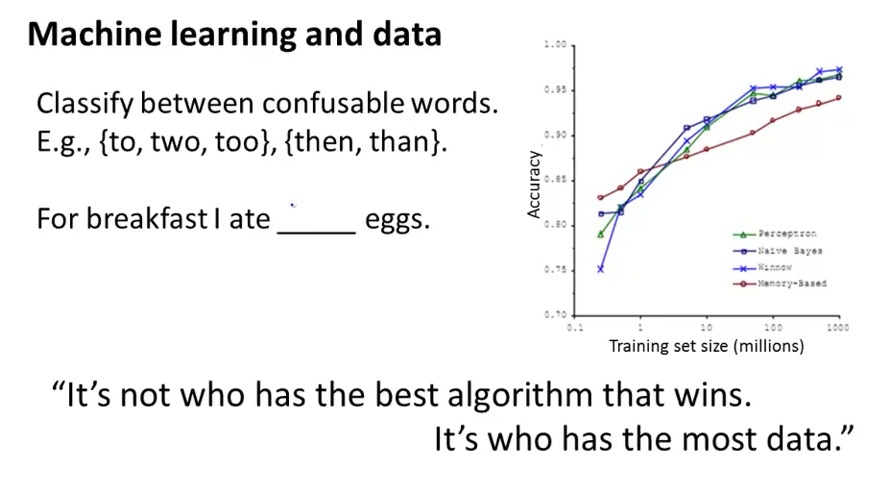 Machine learning and data
Classify between confusable words.
E.g., {to, two, too}, {then, than}.
For breakfast I ate _____ eggs.
1.00
0.95
0.90
0.85
0.80
0.75
0.70
Accuracy
Perceptron
Naive Bayes
Winnow
Memory-Based
0.1 1 10 100 1000
Training set size (millions)
“It’s not who has the best algorithm that wins.
It’s who has the most data.”